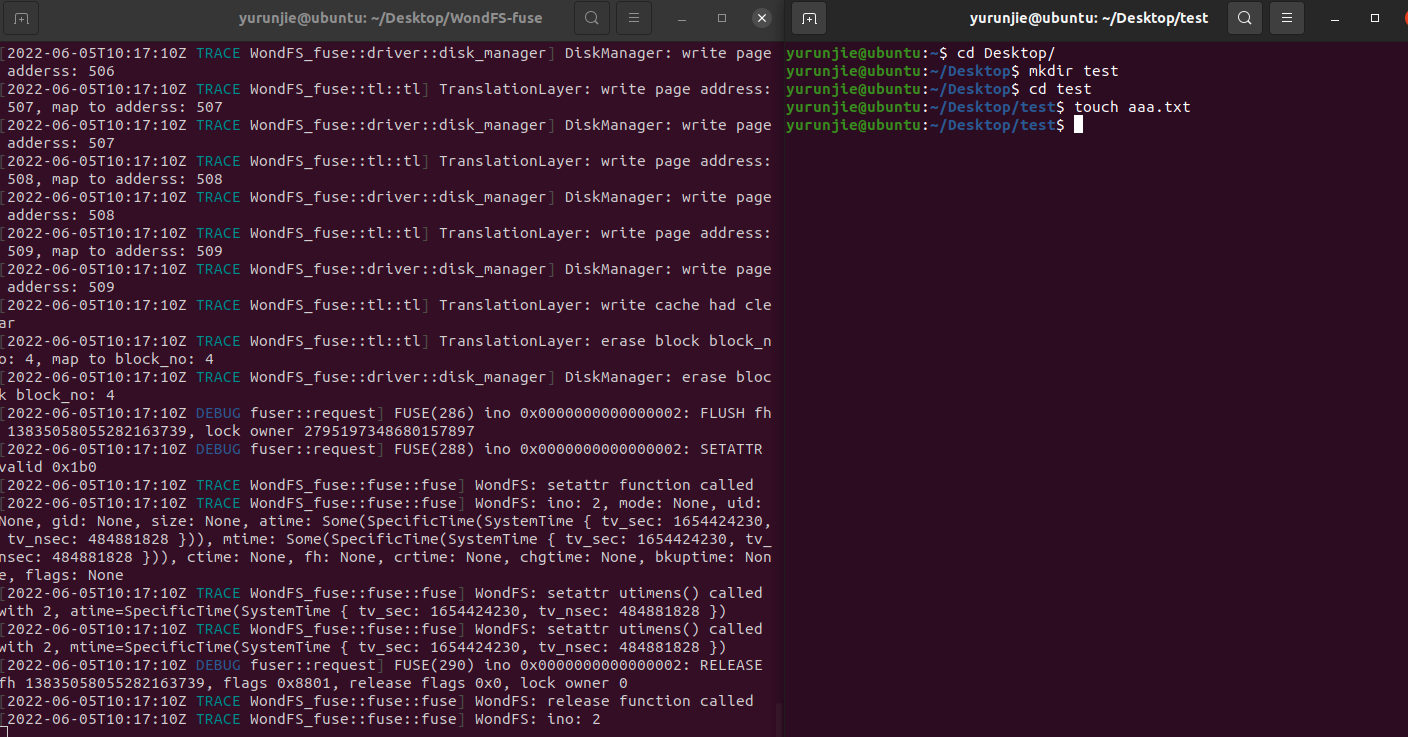 yurunjie@ubuntu: ~/Desktop/WondFS-fuse
[2022-06-05T10:17:10Z TRACE WondFS_fuse::driver::disk_manager] DiskManager: write page
adderss: 506
[2022-06-05T10:17:10Z TRACE WondFS_fuse::tl::tl] TranslationLayer: write page address:
507, map to adderss: 507
[2022-06-05T10:17:10Z TRACE WondFS_fuse::driver::disk_manager] DiskManager: write page
adderss: 507
[2022-06-05T10:17:10Z TRACE WondFS_fuse::tl::tl] TranslationLayer: write page address:
508, map to adderss: 508
[2022-06-05T10:17:10Z TRACE WondFS_fuse::driver::disk_manager] DiskManager: write page
adderss: 508
[2022-06-05T10:17:10Z TRACE WondFS_fuse::tl::tl] TranslationLayer: write page address:
509, map to adderss: 509
[2022-06-05T10:17:10Z TRACE WondFS_fuse::driver::disk_manager] DiskManager: write page
adderss: 509
[2022-06-05T10:17:10Z TRACE WondFS_fuse::tl::tl] TranslationLayer: write cache had cle
ar
[2022-06-05T10:17:10Z TRACE WondFS_fuse::tl::tl] TranslationLayer: erase block block_n
o: 4, map to block_no: 4
[2022-06-05T10:17:10Z TRACE WondFS_fuse::driver::disk_manager] DiskManager: erase bloc
k block_no: 4
[2022-06-05T10:17:10Z DEBUG fuser::request] FUSE(286) ino 0x0000000000000002: FLUSH fh
13835058055282163739, lock owner 2795197348680157897
[2022-06-05T10:17:10Z DEBUG fuser::request] FUSE(288) ino 0x0000000000000002: SETATTR
valid 0x1b0
[2022-06-05T10:17:10Z TRACE WondFS_fuse::fuse::fuse] WondFS: setattr function called
[2022-06-05T10:17:10Z TRACE WondFS_fuse::fuse::fuse] WondFS: ino: 2, mode: None, uid:
None, gid: None, size: None, atime: Some(SpecificTime(SystemTime { tv_sec: 1654424230,
tv_nsec: 484881828 })), mtime: Some(SpecificTime(SystemTime { tv_sec: 1654424230, tv_
nsec: 484881828 })), ctime: None, fh: None, crtime: None, chgtime: None, bkuptime: Non
e, flags: None
[2022-06-05T10:17:10Z TRACE WondFS_fuse::fuse::fuse] WondFS: setattr utimens() called
with 2, atime=SpecificTime(SystemTime { tv_sec: 1654424230, tv_nsec: 484881828 })
[2022-06-05T10:17:10Z TRACE WondFS_fuse::fuse::fuse] WondFS: setattr utimens() called
with 2, mtime=SpecificTime(SystemTime { tv_sec: 1654424230, tv_nsec: 484881828 })
[2022-06-05T10:17:10Z DEBUG fuser::request] FUSE(290) ino 0x0000000000000002: RELEASE
fh 13835058055282163739, flags 0x8801, release flags 0x0, lock owner 0
[2022-06-05T10:17:10Z TRACE WondFS_fuse::fuse::fuse] WondFS: release function called
[2022-06-05T10:17:10Z TRACE WondFS_fuse::fuse::fuse] WondFS: ino: 2
yurunjie@ubuntu: ~/Desktop/test
yurunjie@ubuntu:~$ cd Desktop/
yurunjie@ubuntu:~/Desktop$ mkdir test
yurunjie@ubuntu:~/Desktop$ cd test
yurunjie@ubuntu:~/Desktop/test$ touch aaa.txt
yurunjie@ubuntu:~/Desktop/test$